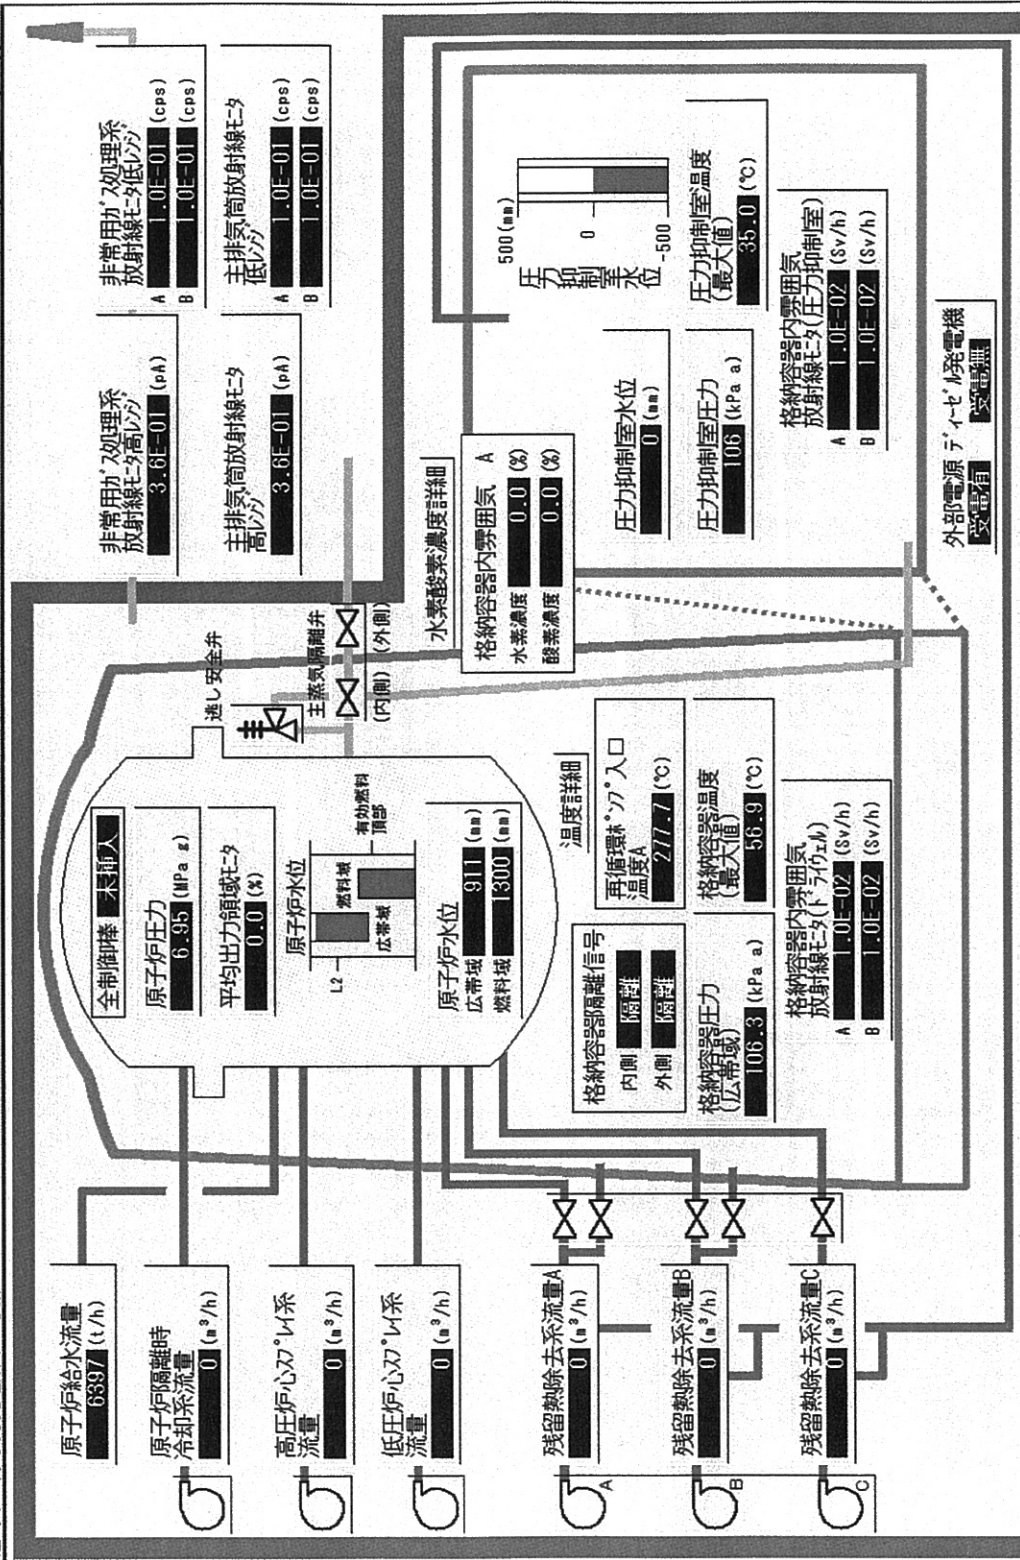 原子炉給水流量
6397 (t/h)
原子炉隔離時
冷却系流量
0 (m³/h)
高圧炉心スプレイ系
流量
0 (m³/h)
低圧炉心スプレイ系
流量
0 (m³/h)
残留熱除去系流量A
0 (m³/h)
A
残留熱除去系流量B
0 (m³/h)
B
残留熱除去系流量C
0 (m³/h)
C
全制御棒 未挿入
原子炉圧力
6.95 (MPa g)
平均出力領域モニタ
0.0 (%)
原子炉水位
L2
燃料域
広帯域
有効燃料
頂部
原子炉水位
広帯域 911 (mm)
燃料域 1300 (mm)
逃し安全弁
主蒸気隔離弁
(内側) (外側)
温度詳細
格納容器隔離信号
内側 隔離
外側 隔離
再循環ポンプ入口
温度A
277.7 (℃)
格納容器圧力
(広帯域)
106.3 (kPa a)
格納容器温度
(最大値)
56.9 (℃)
格納容器内雰囲気
放射線モニタ(ドライウェル)
A 1.0E-02 (Sv/h)
B 1.0E-02 (Sv/h)
非常用ガス処理系
放射線モニタ高レンジ
3.6E-01 (pA)
非常用ガス処理系
放射線モニタ低レンジ
A 1.0E-01 (cps)
B 1.0E-01 (cps)
主排気筒放射線モニタ
高レンジ
3.6E-01 (pA)
主排気筒放射線モニタ
低レンジ
A 1.0E-01 (cps)
B 1.0E-01 (cps)
水素酸素濃度詳細
格納容器内雰囲気 A
水素濃度 0.0 (%)
酸素濃度 0.0 (%)
圧力抑制室水位
500(mm)
0
-500
圧力抑制室水位
0 (mm)
圧力抑制室圧力
106 (kPa a)
圧力抑制室温度
(最大値)
35.0 (℃)
格納容器内雰囲気
放射線モニタ(圧力抑制室)
A 1.0E-02 (Sv/h)
B 1.0E-02 (Sv/h)
外部電源 ディーゼル発電機
受電有 受電無